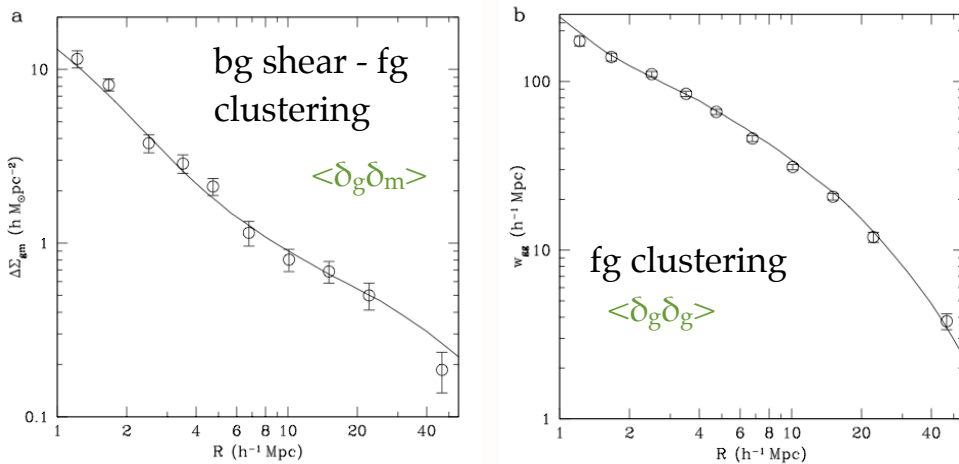 a
10
1
0.1
ΔΣgm (h M⊙pc⁻²)
bg shear - fg
clustering
<δgδm>
1 2 4 6 8 10 20 40
R (h⁻¹ Mpc)
b
100
10
1
wgg (h⁻¹ Mpc)
fg clustering
<δgδg>
1 2 4 6 8 10 20 40
R (h⁻¹ Mpc)